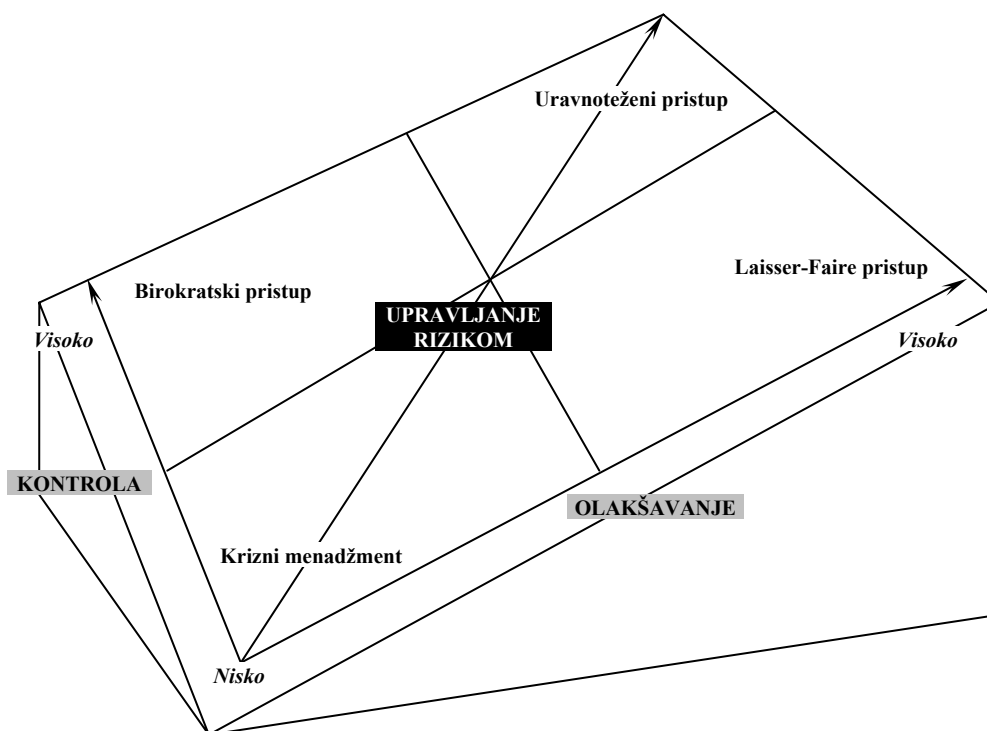 Uravnoteženi pristup
Laisser-Faire pristup
Birokratski pristup
UPRAVLJANJE
RIZIKOM
Visoko
Visoko
KONTROLA
OLAKŠAVANJE
Krizni menadžment
Nisko